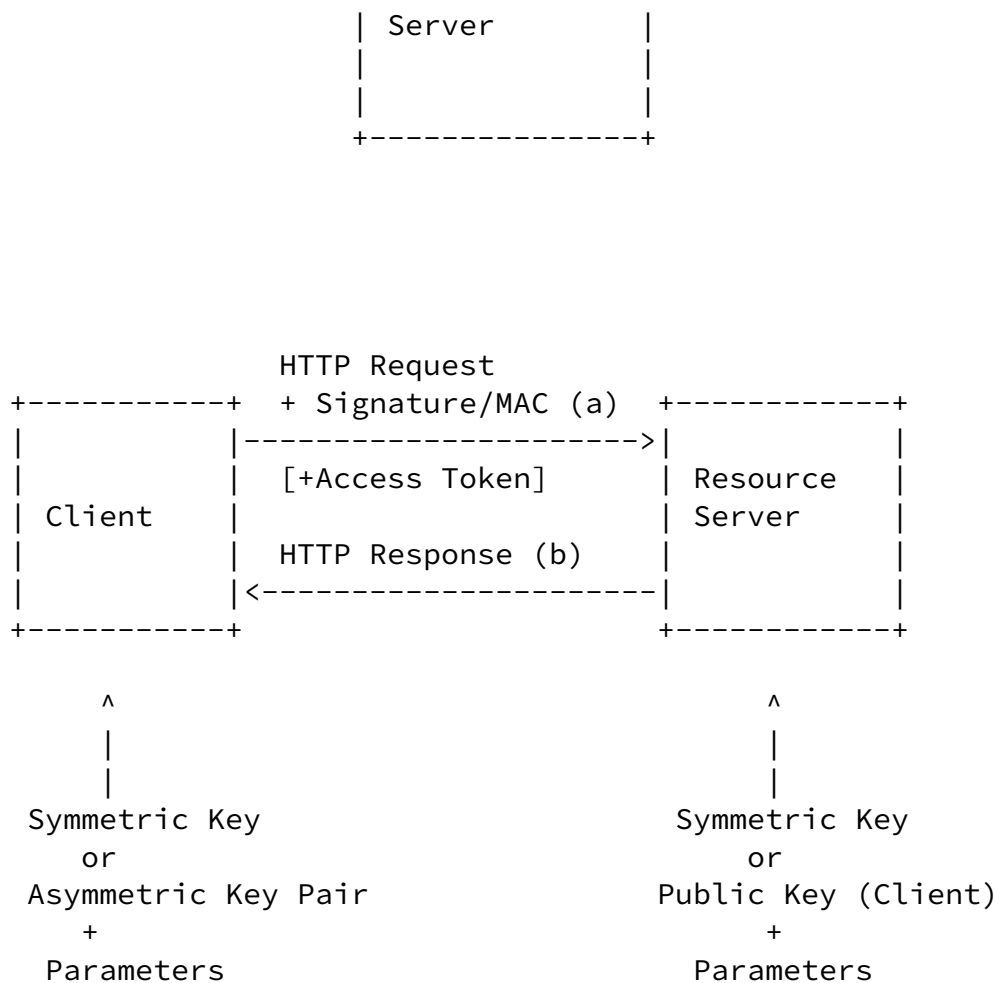 Server
HTTP Request
+ Signature/MAC (a)
[+Access Token]
Resource
Client
Server
HTTP Response (b)
Symmetric Key
Symmetric Key
or
or
Asymmetric Key Pair
Public Key (Client)
+
+
Parameters
Parameters